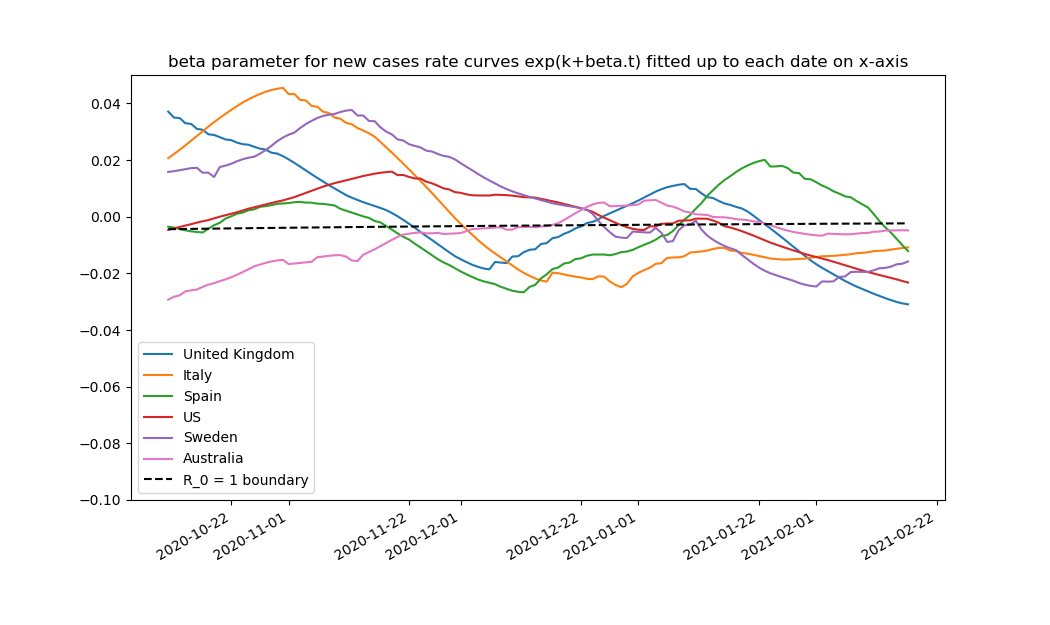 beta parameter for new cases rate curves exp(k+beta.t) fitted up to each date on x-axis
0.04
0.02
0.00
−0.02
−0.04
−0.06
−0.08
−0.10
United Kingdom
Italy
Spain
US
Sweden
Australia
R_0 = 1 boundary
2020-10-22
2020-11-01
2020-11-22
2020-12-01
2020-12-22
2021-01-01
2021-01-22
2021-02-01
2021-02-22